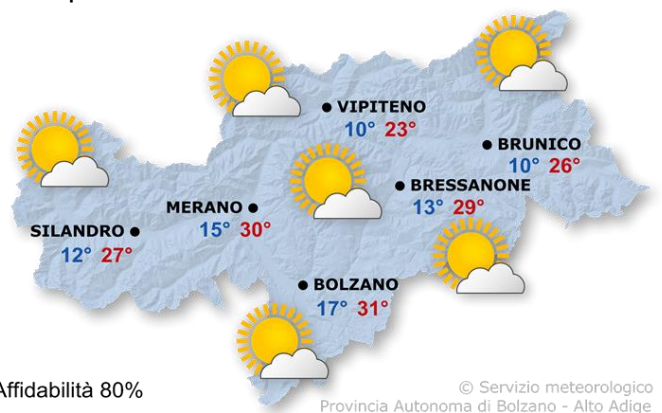 VIPITENO
10° 23°
BRUNICO
10° 26°
BRESSANONE
13° 29°
MERANO
15° 30°
SILANDRO
12° 27°
BOLZANO
17° 31°
Affidabilità 80%
© Servizio meteorologico
Provincia Autonoma di Bolzano - Alto Adige